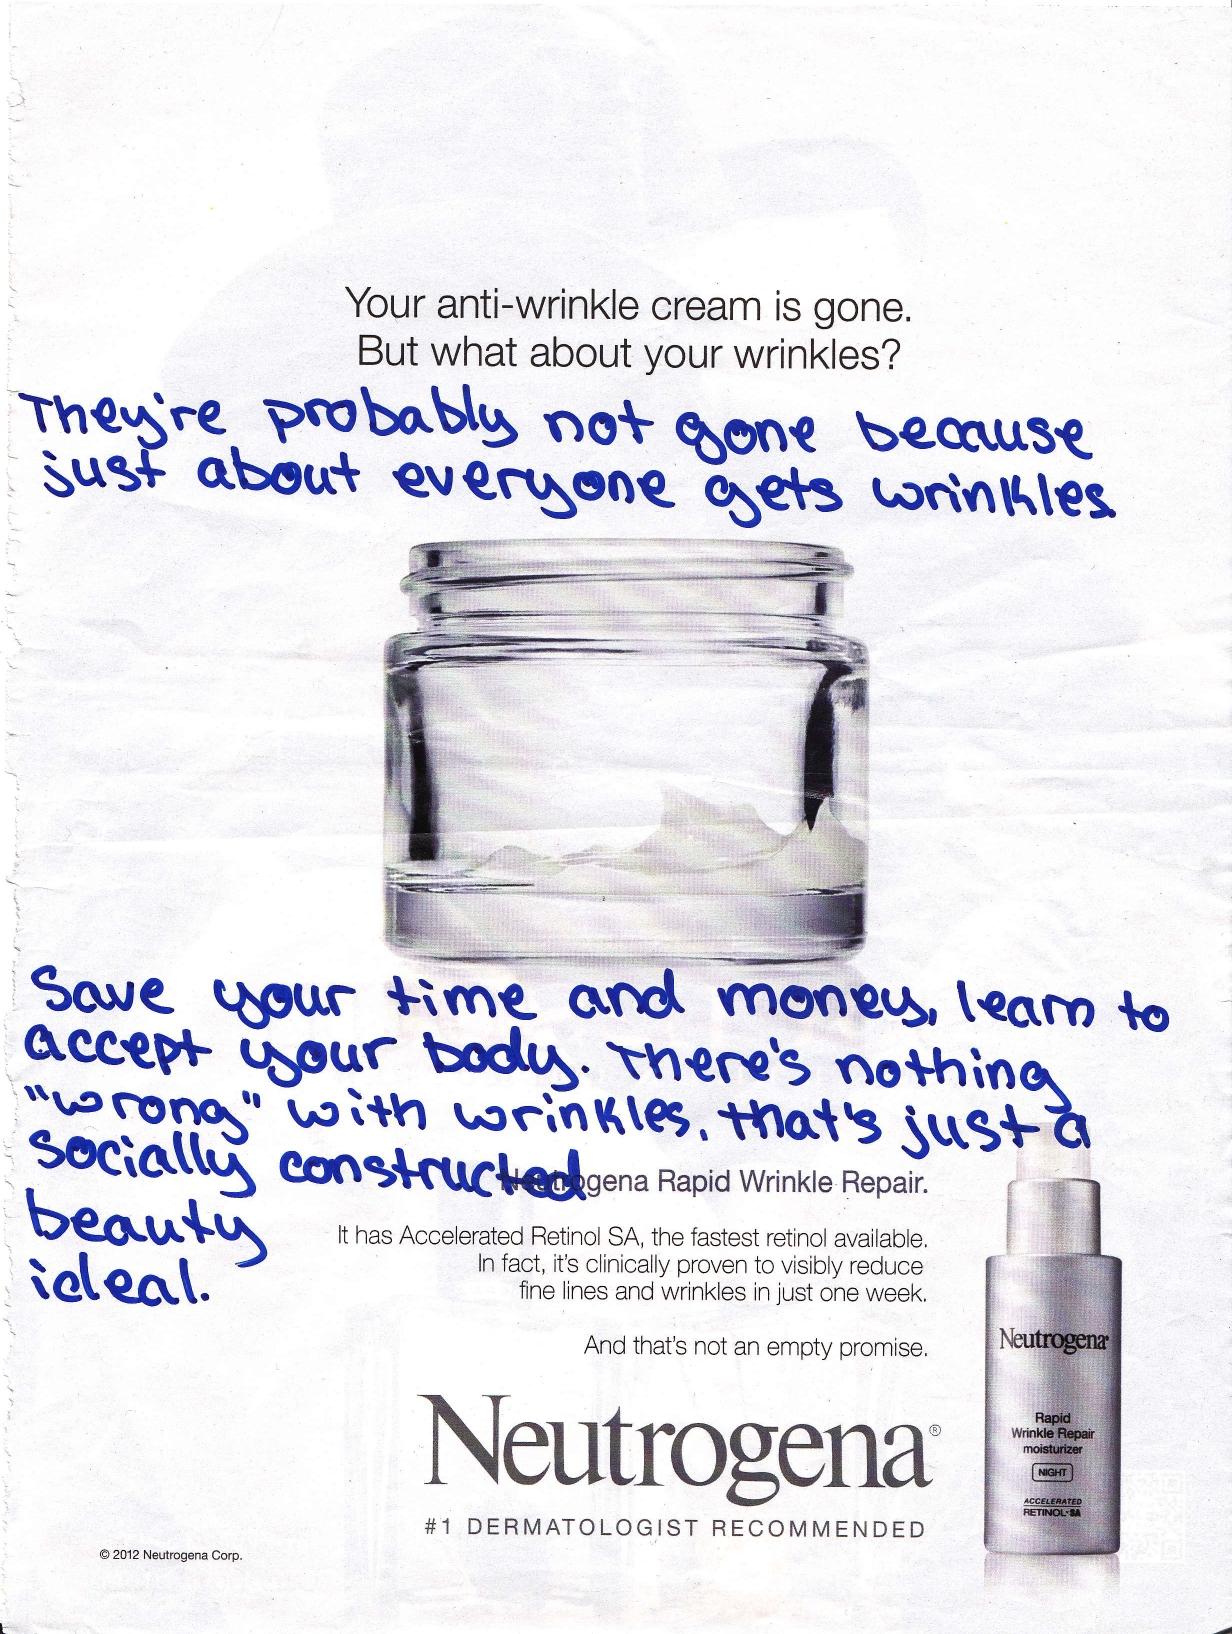 Your anti-wrinkle cream is gone.
But what about your wrinkles?
They're probably not gone because
just about everyone gets wrinkles.
Save your time and money, learn to
accept your body. There's nothing
"wrong" with wrinkles, that's just a
socially constructed
Neutrogena Rapid Wrinkle Repair.
beauty
ideal.
It has Accelerated Retinol SA, the fastest retinol available.
In fact, it's clinically proven to visibly reduce
fine lines and wrinkles in just one week.
And that's not an empty promise.
Neutrogena®
#1 DERMATOLOGIST RECOMMENDED
Neutrogena®
Rapid
Wrinkle Repair
moisturizer
NIGHT
ACCELERATED
RETINOL·SA
© 2012 Neutrogena Corp.